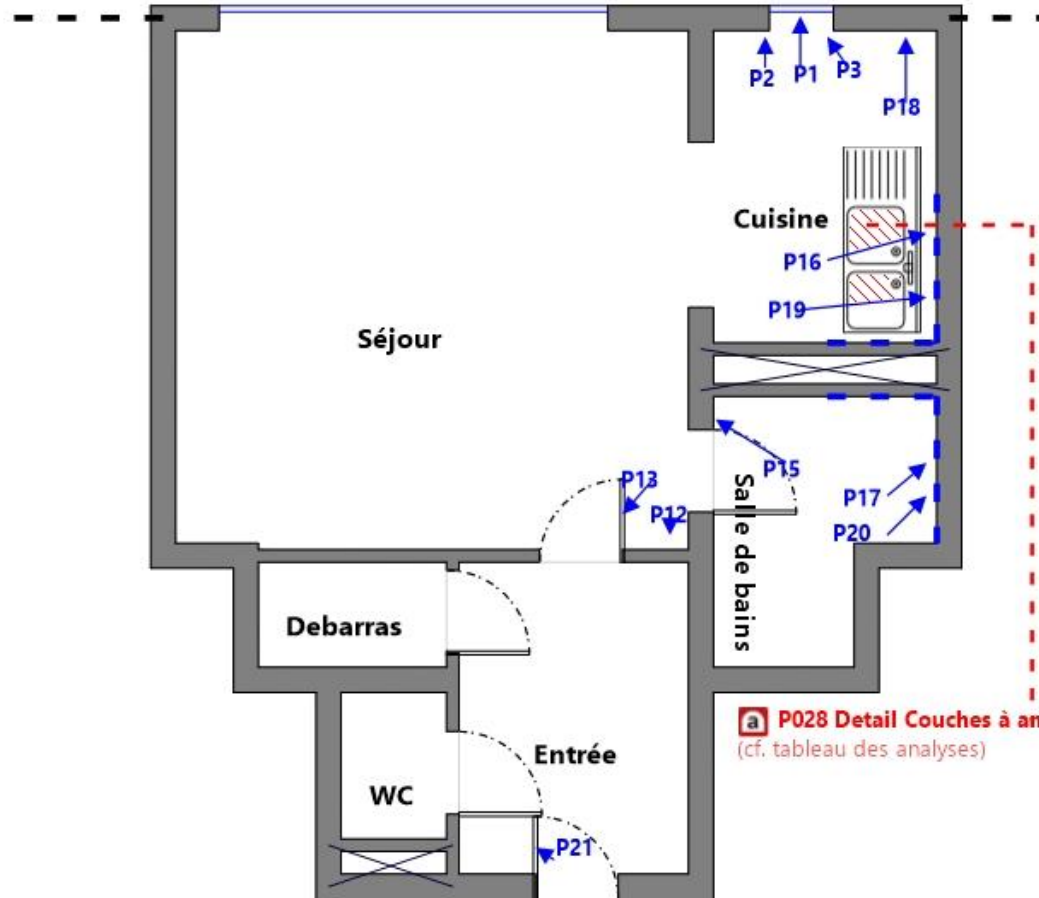 P2
P1
P3
P18
Cuisine
P16
P19
Séjour
P15
P13
P12
P17
P20
Salle de bains
Debarras
a P028 Detail Couches à an
(cf. tableau des analyses)
Entrée
WC
P21